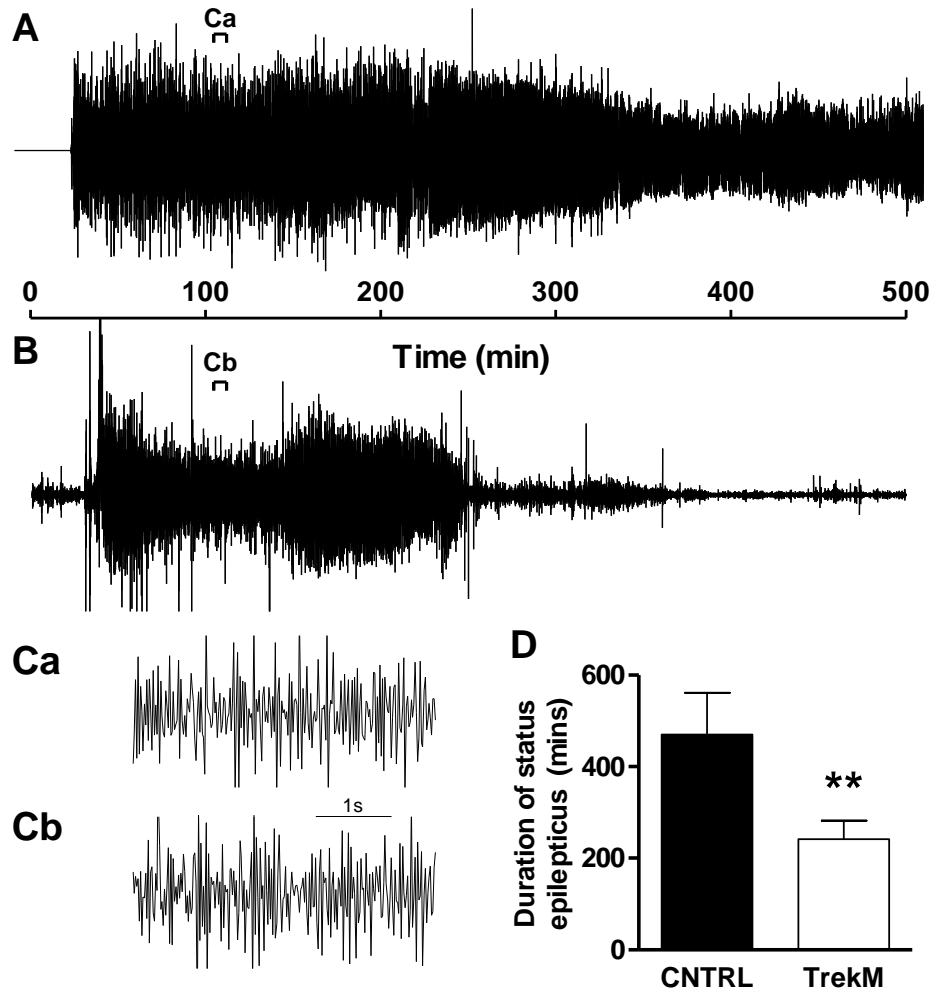 A
Ca
0 100 200 300 400 500
B
Cb
Time (min)
Ca
1s
Cb
D
Duration of status
epilepticus (mins)
600
400
200
0
**
CNTRL TrekM